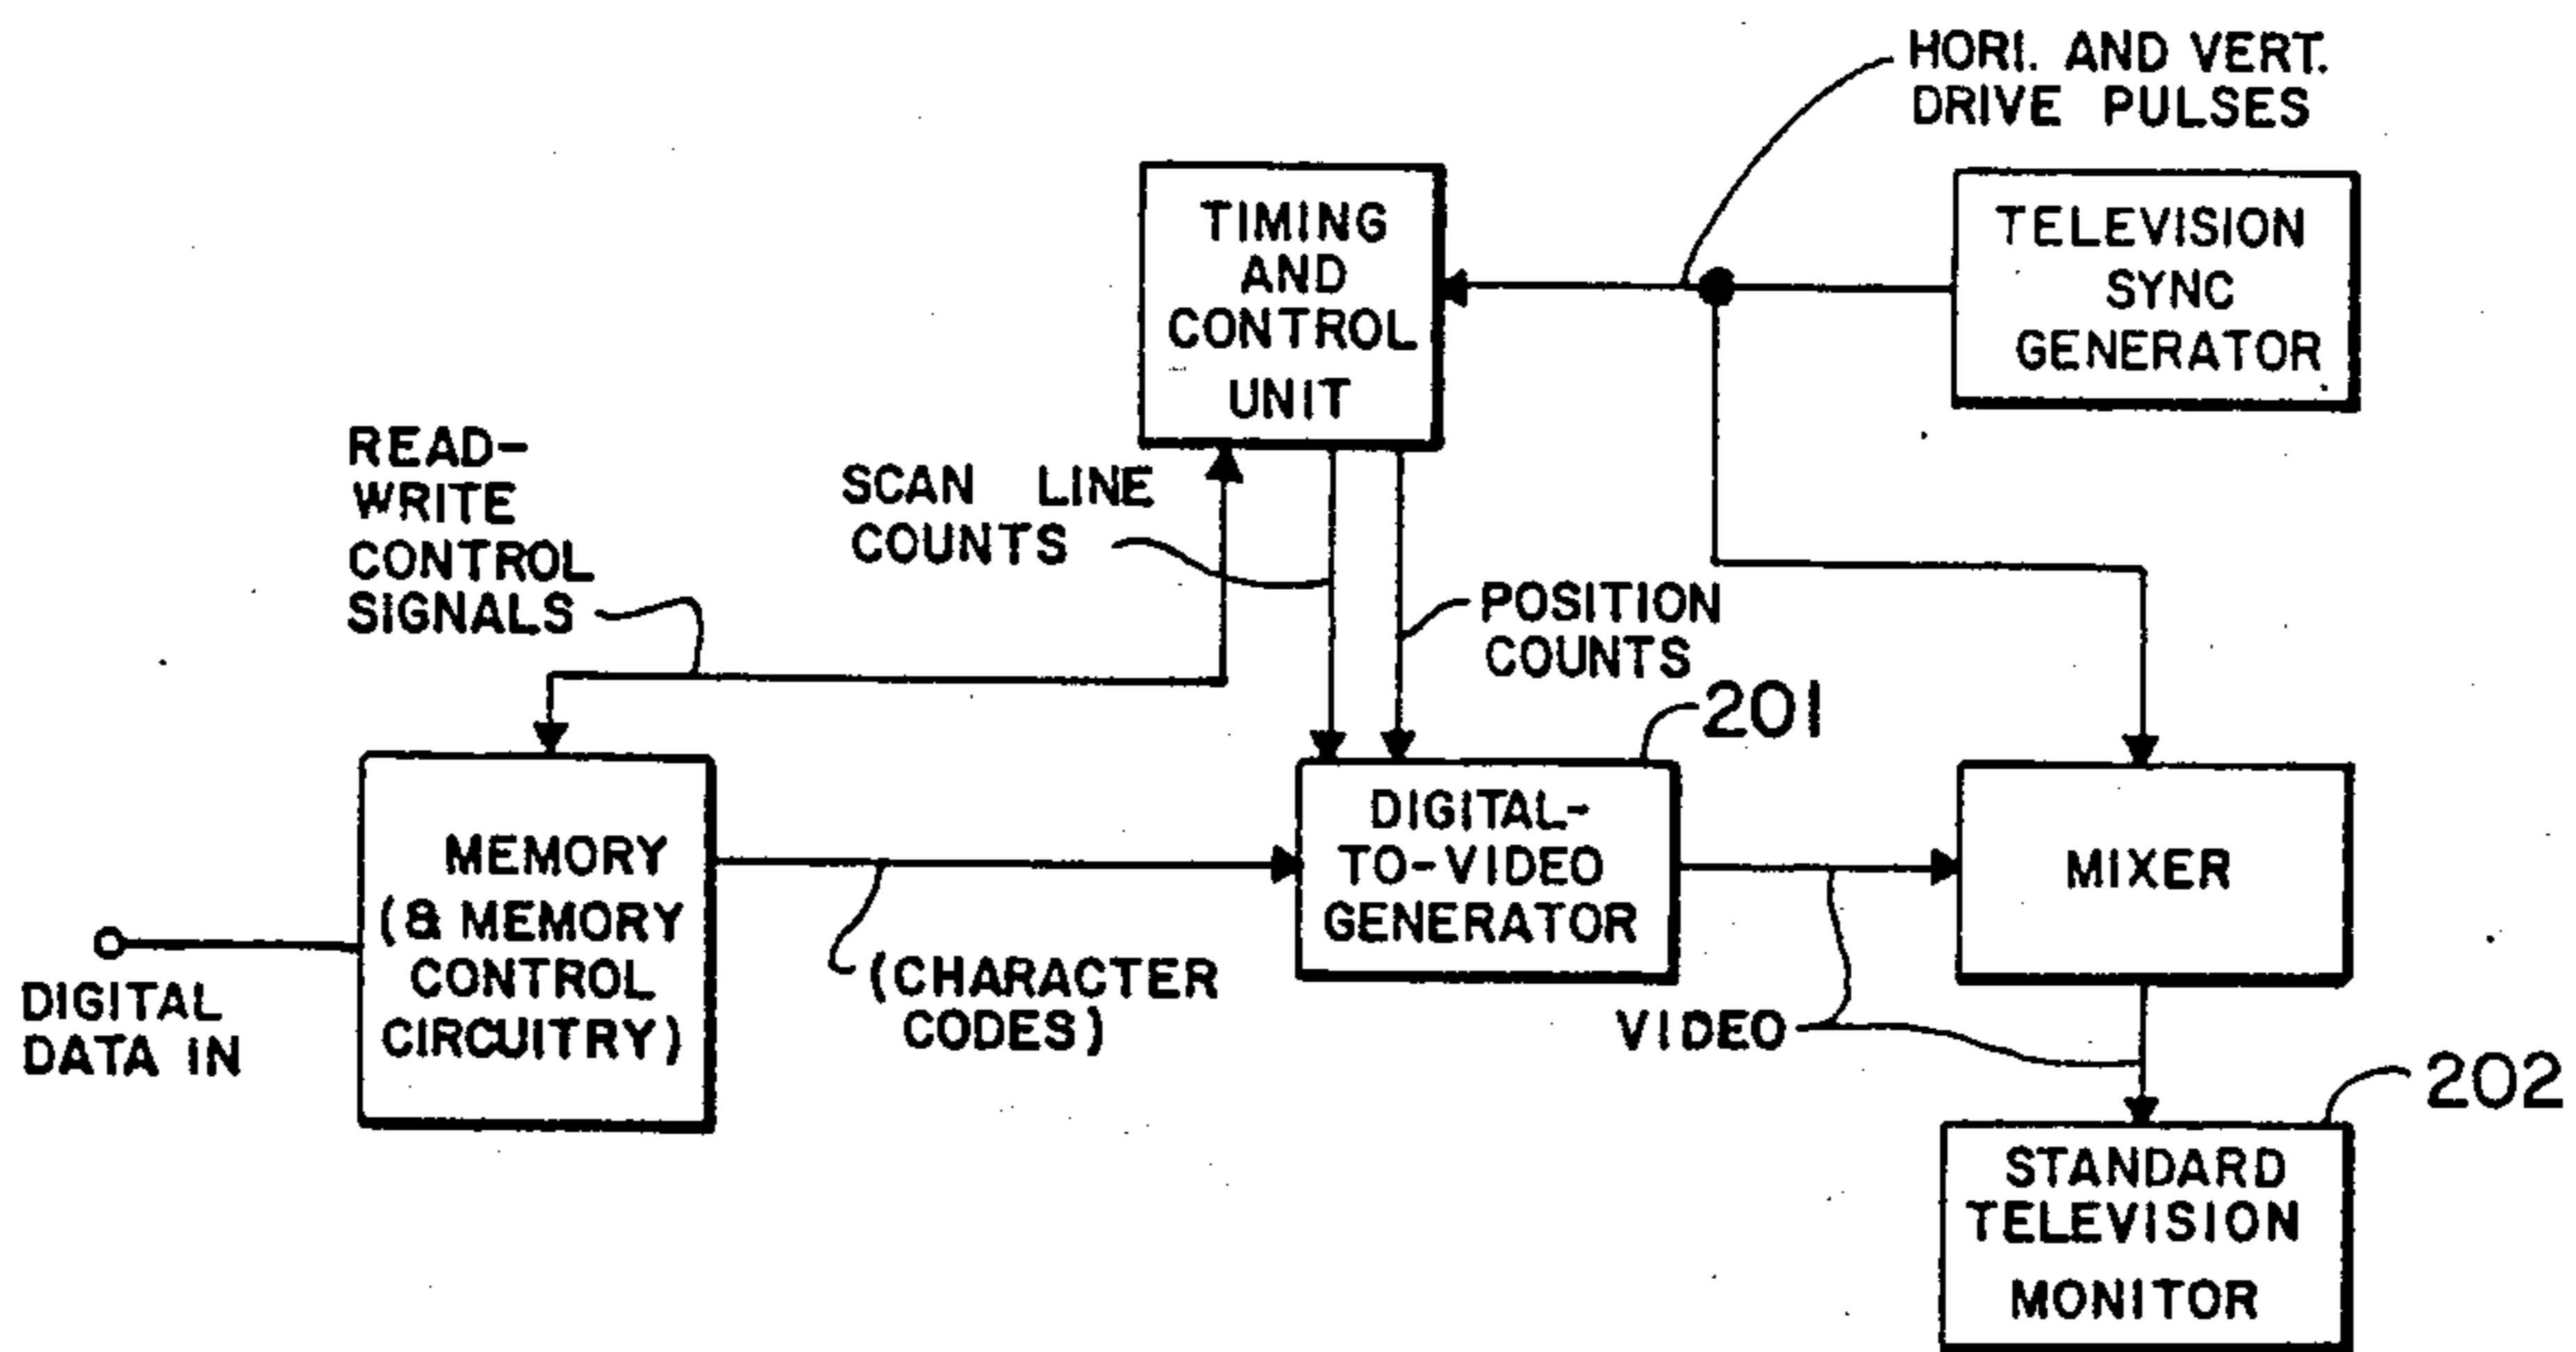 HORI. AND VERT.
DRIVE PULSES
TIMING
AND
CONTROL
UNIT
TELEVISION
SYNC
GENERATOR
READ-
WRITE
CONTROL
SIGNALS
SCAN LINE
COUNTS
POSITION
COUNTS
201
DIGITAL-
TO-VIDEO
GENERATOR
MEMORY
(& MEMORY
CONTROL
CIRCUITRY)
MIXER
DIGITAL
DATA IN
(CHARACTER
CODES)
VIDEO
202
STANDARD
TELEVISION
MONITOR